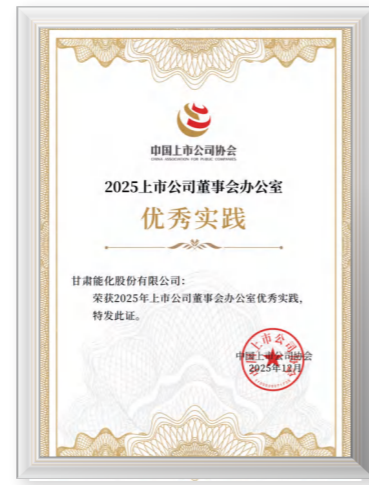 中国上市公司协会
CHINA ASSOCIATION FOR PUBLIC COMPANIES
2025上市公司董事会办公室
优秀实践
甘肃能化股份有限公司：
荣获2025年上市公司董事会办公室优秀实践，
特发此证。
中国上市公司协会
2025年12月